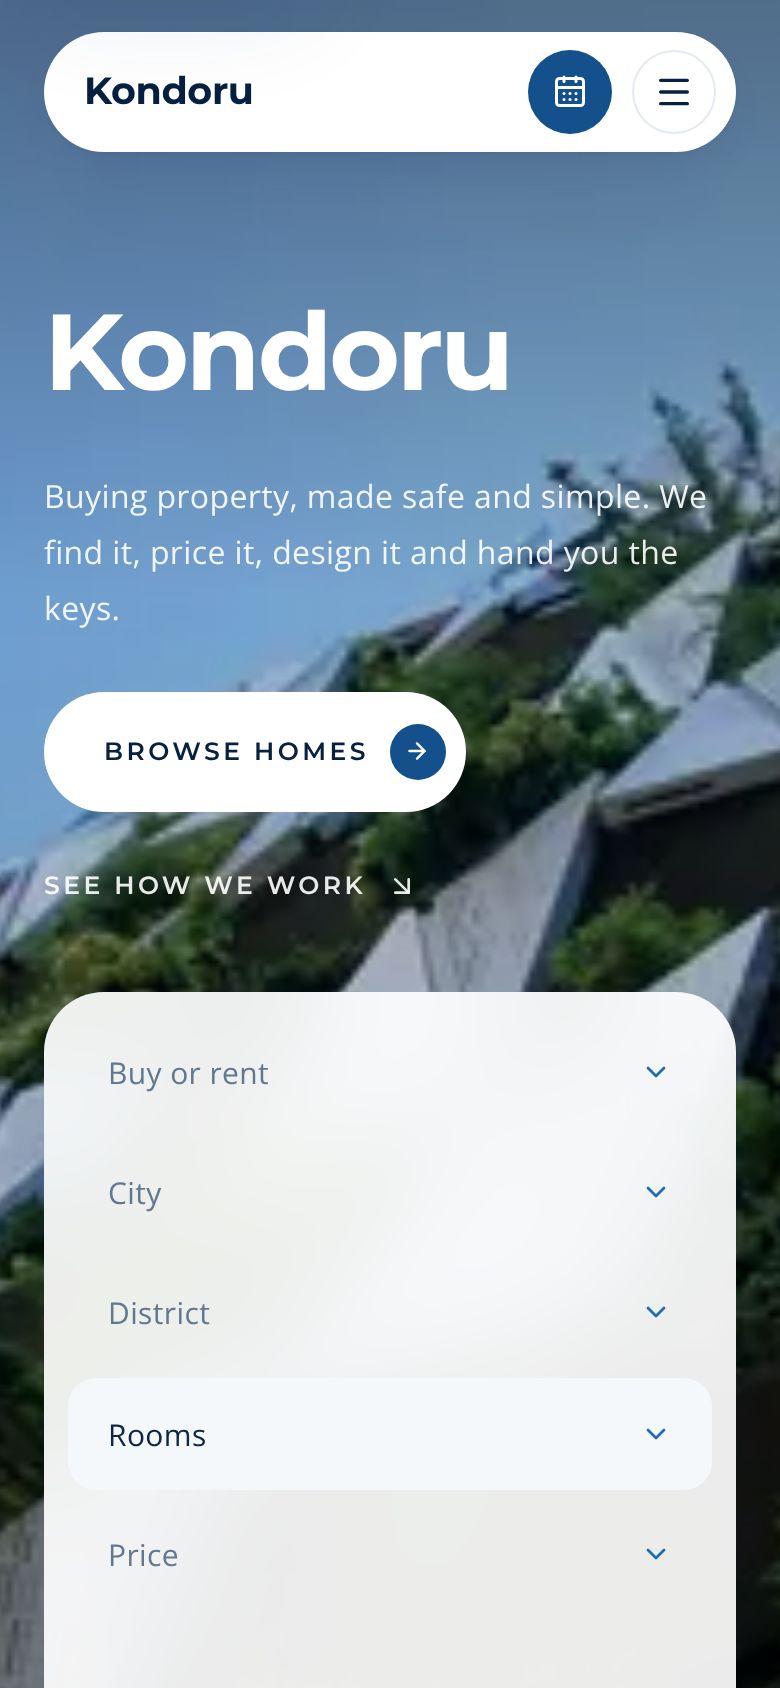 Kondoru
Kondoru
Buying property, made safe and simple. We
find it, price it, design it and hand you the
keys.
BROWSE HOMES
SEE HOW WE WORK
Buy or rent
City
District
Rooms
Price